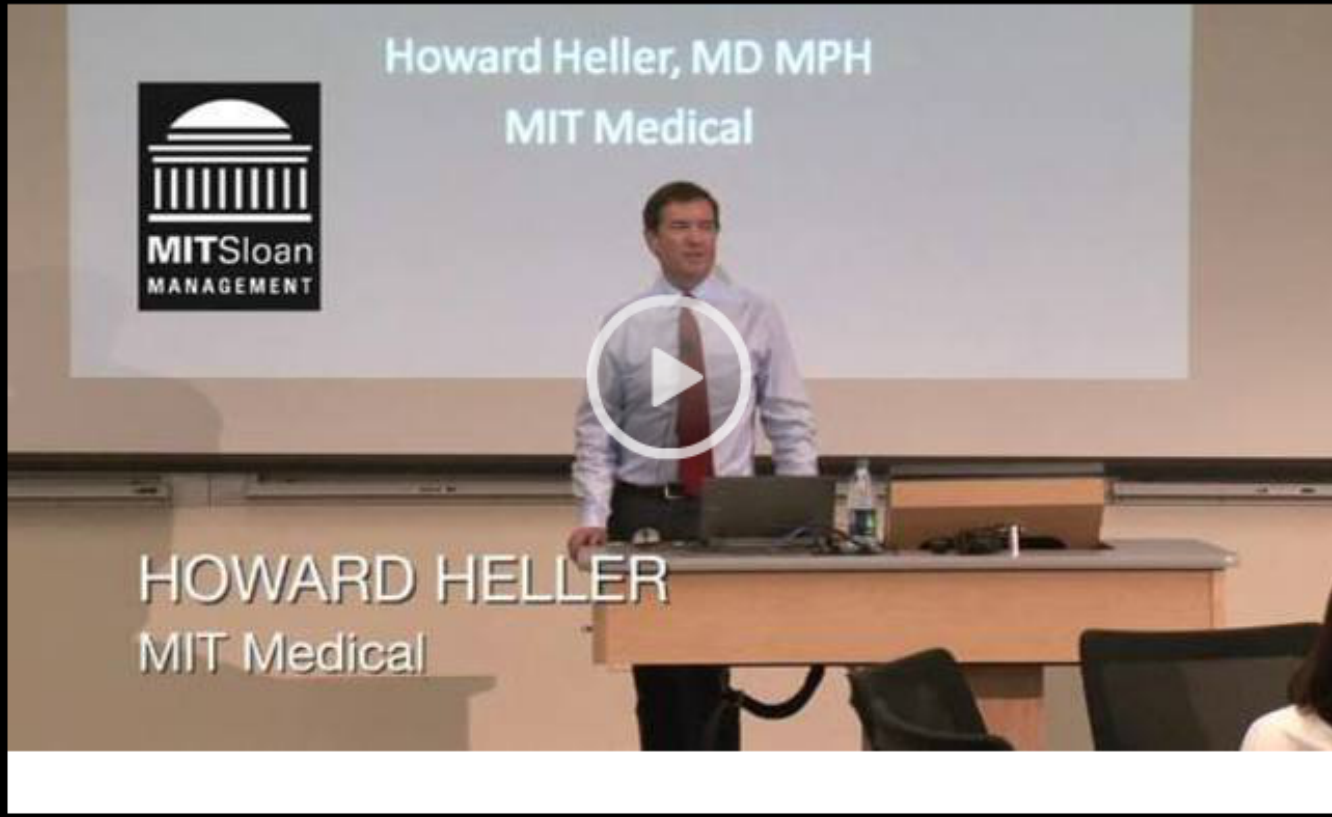 Howard Heller, MD MPH
MIT Medical
MITSloan
MANAGEMENT
HOWARD HELLER
MIT Medical